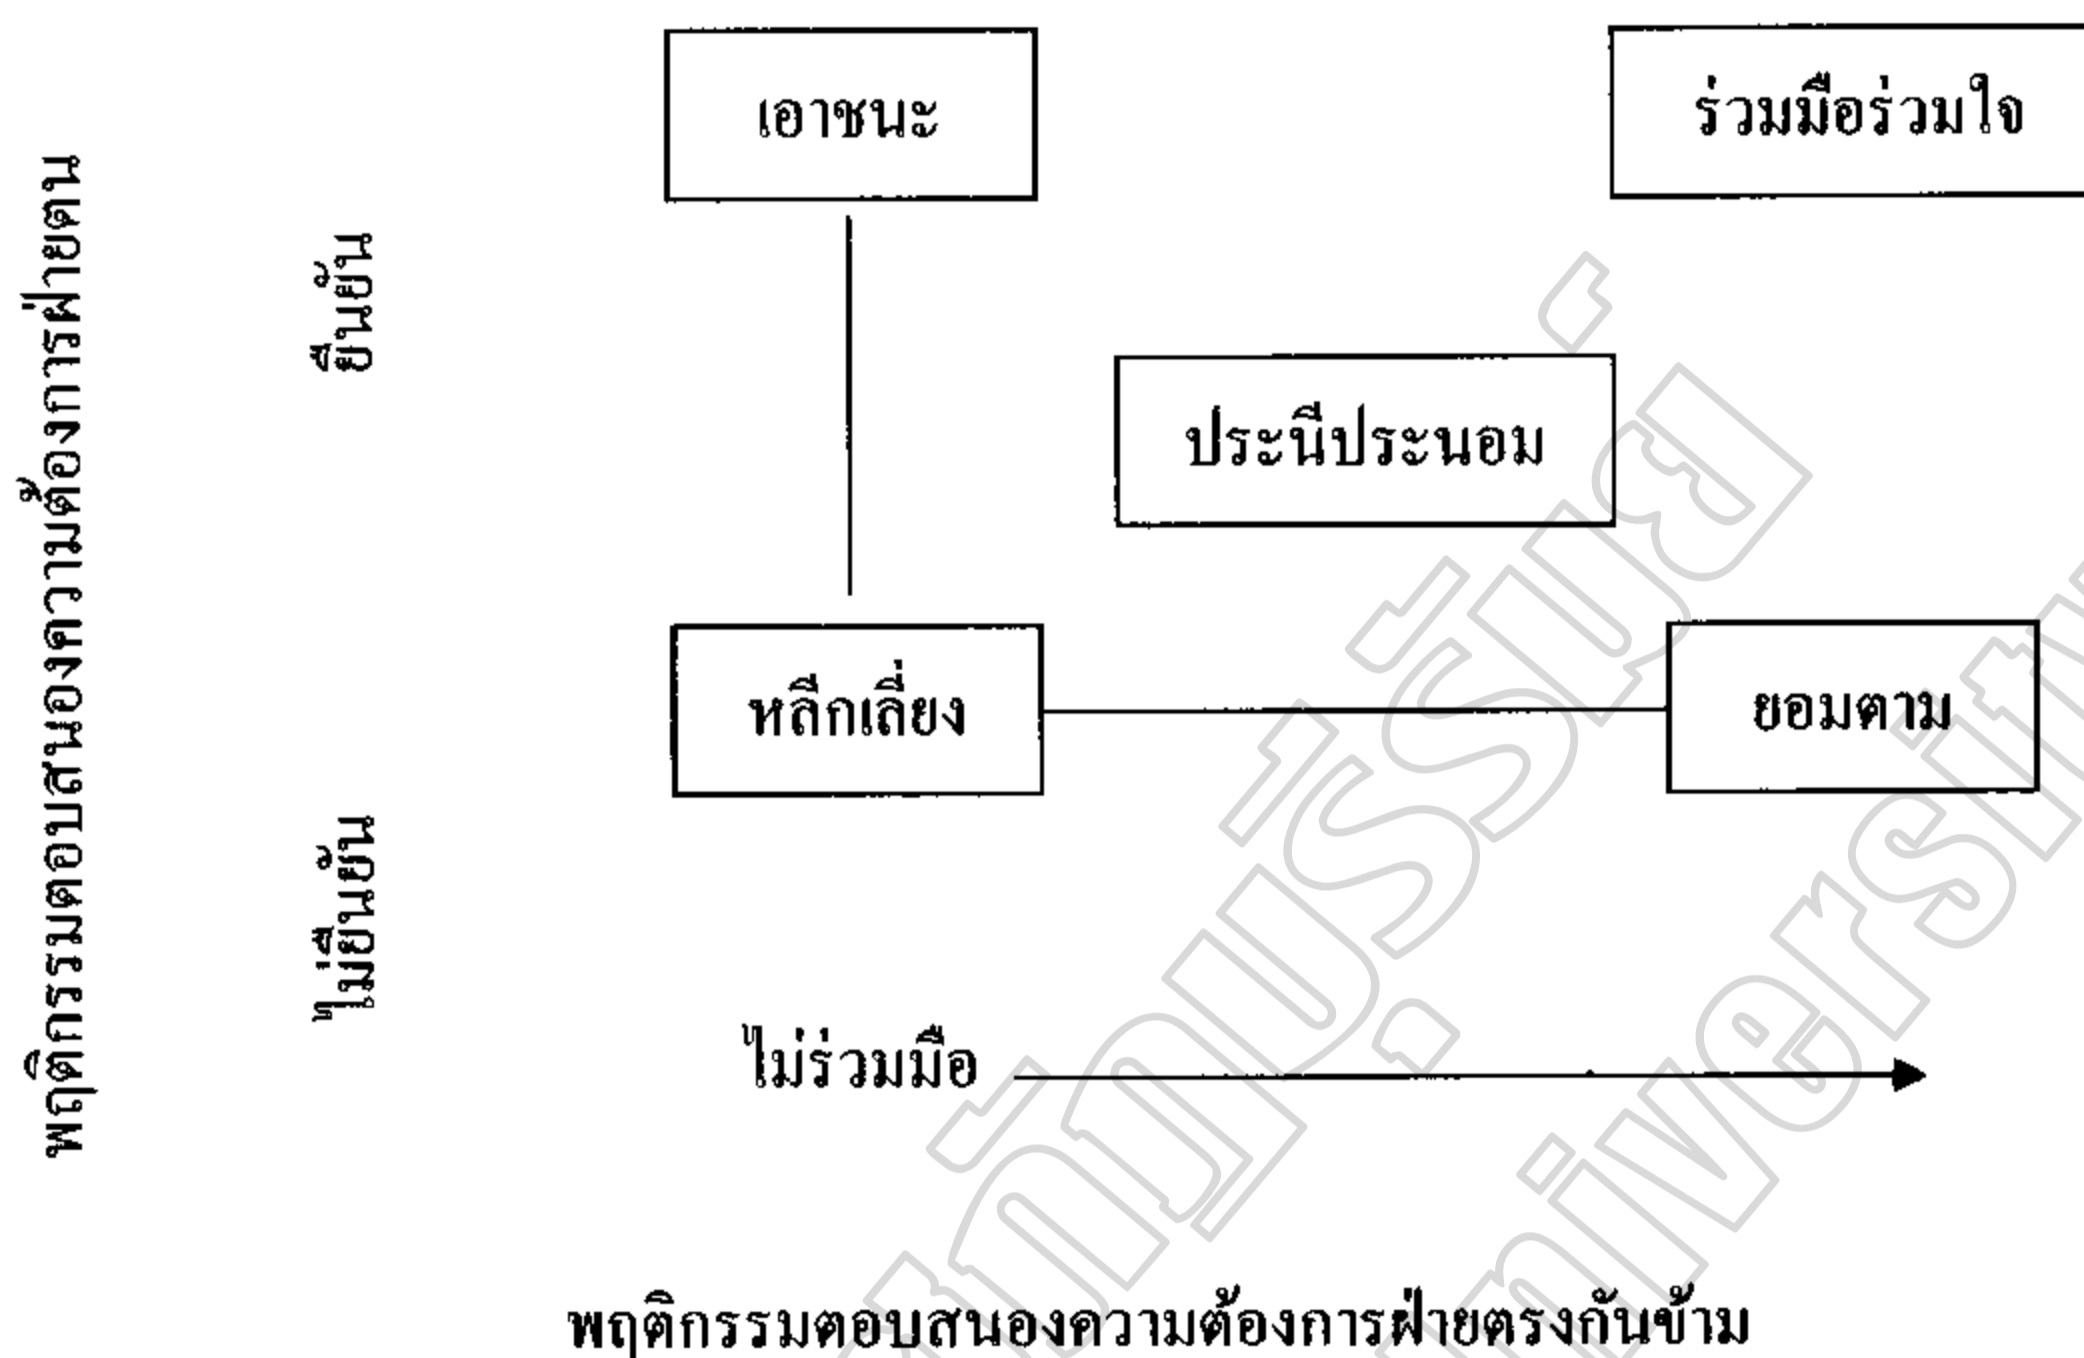 เอาชนะ
ร่วมมือร่วมใจ
พฤติกรรมตอบสนองความต้องการฝ่ายตน
ยืนยัน
ประนีประนอม
หลีกเลี่ยง
ยอมตาม
ไม่ยืนยัน
ไม่ร่วมมือ
พฤติกรรมตอบสนองความต้องการฝ่ายตรงกันข้าม